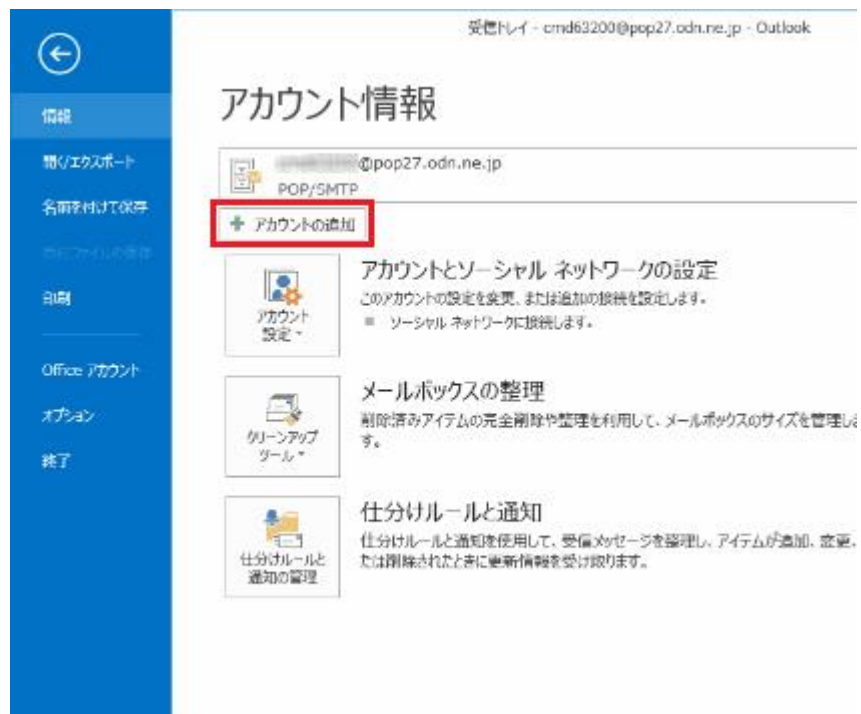 受信トレイ - cmd63200@pop27.odn.ne.jp - Outlook
情報
開く/エクスポート
名前を付けて保存
印刷
Office アカウント
オプション
終了
アカウント情報
@pop27.odn.ne.jp
POP/SMTP
アカウントの追加
アカウント
設定
アカウントとソーシャル ネットワークの設定
このアカウントの設定を変更、または追加の接続を設定します。
ソーシャル ネットワークに接続します。
クリーンアップ
ツール
メールボックスの整理
削除済みアイテムの完全削除や整理を利用して、メールボックスのサイズを管理しま
す。
仕分けルールと
通知の管理
仕分けルールと通知
仕分けルールと通知を使用して、受信メッセージを整理し、アイテムが追加、変更、
たは削除されたときに更新情報を受け取ります。